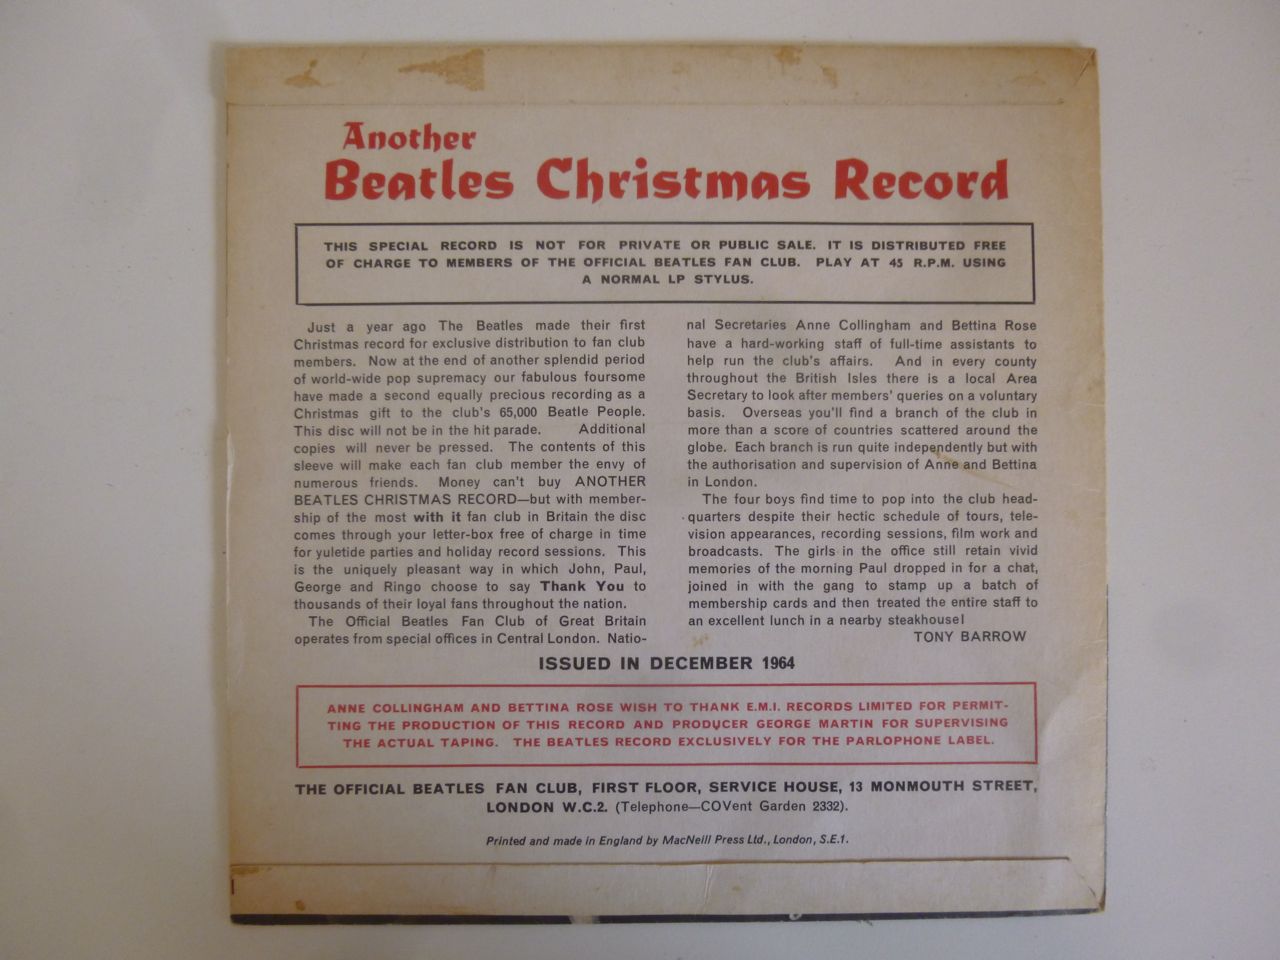 Another
Beatles Christmas Record
THIS SPECIAL RECORD IS NOT FOR PRIVATE OR PUBLIC SALE. IT IS DISTRIBUTED FREE
OF CHARGE TO MEMBERS OF THE OFFICIAL BEATLES FAN CLUB. PLAY AT 45 R.P.M. USING
A NORMAL LP STYLUS.
Just a year ago The Beatles made their first
Christmas record for exclusive distribution to fan club
members. Now at the end of another splendid period
of world-wide pop supremacy our fabulous foursome
have made a second equally precious recording as a
Christmas gift to the club's 65,000 Beatle People.
This disc will not be in the hit parade. Additional
copies will never be pressed. The contents of this
sleeve will make each fan club member the envy of
numerous friends. Money can't buy ANOTHER
BEATLES CHRISTMAS RECORD—but with member-
ship of the most with it fan club in Britain the disc
comes through your letter-box free of charge in time
for yuletide parties and holiday record sessions. This
is the uniquely pleasant way in which John, Paul,
George and Ringo choose to say Thank You to
thousands of their loyal fans throughout the nation.
The Official Beatles Fan Club of Great Britain
operates from special offices in Central London. Natio-
nal Secretaries Anne Collingham and Bettina Rose
have a hard-working staff of full-time assistants to
help run the club's affairs. And in every county
throughout the British Isles there is a local Area
Secretary to look after members' queries on a voluntary
basis. Overseas you'll find a branch of the club in
more than a score of countries scattered around the
globe. Each branch is run quite independently but with
the authorisation and supervision of Anne and Bettina
in London.
The four boys find time to pop into the club head-
quarters despite their hectic schedule of tours, tele-
vision appearances, recording sessions, film work and
broadcasts. The girls in the office still retain vivid
memories of the morning Paul dropped in for a chat,
joined in with the gang to stamp up a batch of
membership cards and then treated the entire staff to
an excellent lunch in a nearby steakhouse!
TONY BARROW
ISSUED IN DECEMBER 1964
ANNE COLLINGHAM AND BETTINA ROSE WISH TO THANK E.M.I. RECORDS LIMITED FOR PERMIT-
TING THE PRODUCTION OF THIS RECORD AND PRODUCER GEORGE MARTIN FOR SUPERVISING
THE ACTUAL TAPING. THE BEATLES RECORD EXCLUSIVELY FOR THE PARLOPHONE LABEL.
THE OFFICIAL BEATLES FAN CLUB, FIRST FLOOR, SERVICE HOUSE, 13 MONMOUTH STREET,
LONDON W.C.2. (Telephone—COVent Garden 2332).
Printed and made in England by MacNeill Press Ltd., London, S.E.1.